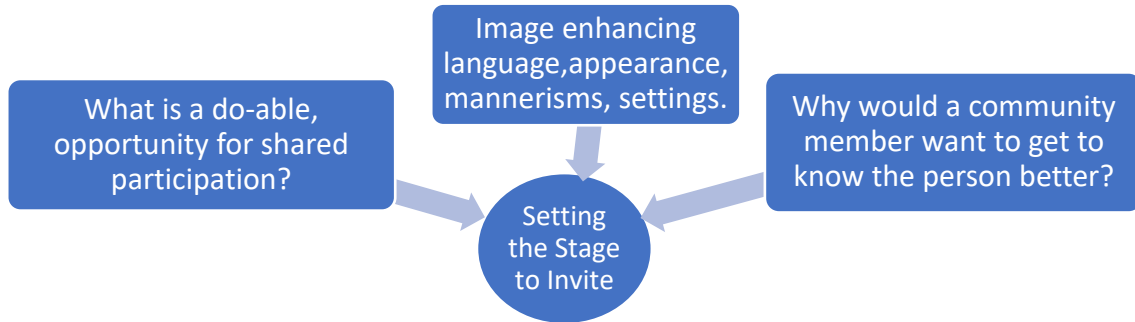 What is a do-able,
opportunity for shared
participation?
Image enhancing
language,appearance,
mannerisms, settings.
Why would a community
member want to get to
know the person better?
Setting
the Stage
to Invite